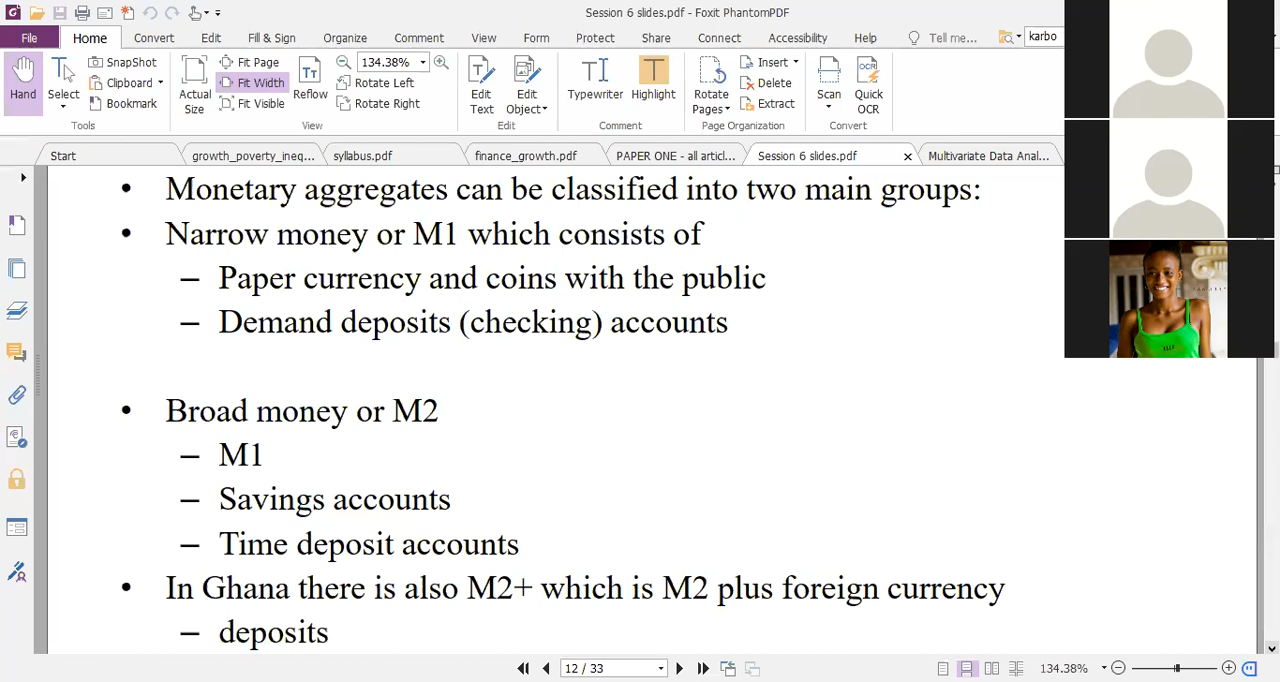 Session 6 slides.pdf - Foxit PhantomPDF
File Home Convert Edit Fill & Sign Organize Comment View Form Protect Share Connect Accessibility Help Tell me... karbo
Hand
Select
SnapShot
Clipboard
Bookmark
Tools
Actual Size
Fit Page
Fit Width
Fit Visible
Reflow
134.38%
Rotate Left
Rotate Right
View
Edit Text
Edit Object
Edit
Typewriter
Highlight
Comment
Rotate Pages
Insert
Delete
Extract
Page Organization
Scan
Quick OCR
Convert
Start growth_poverty_ineq... syllabus.pdf finance_growth.pdf PAPER ONE - all articl... Session 6 slides.pdf Multivariate Data Anal...
• Monetary aggregates can be classified into two main groups:
• Narrow money or M1 which consists of
– Paper currency and coins with the public
– Demand deposits (checking) accounts
• Broad money or M2
– M1
– Savings accounts
– Time deposit accounts
• In Ghana there is also M2+ which is M2 plus foreign currency
– deposits
12 / 33 134.38%